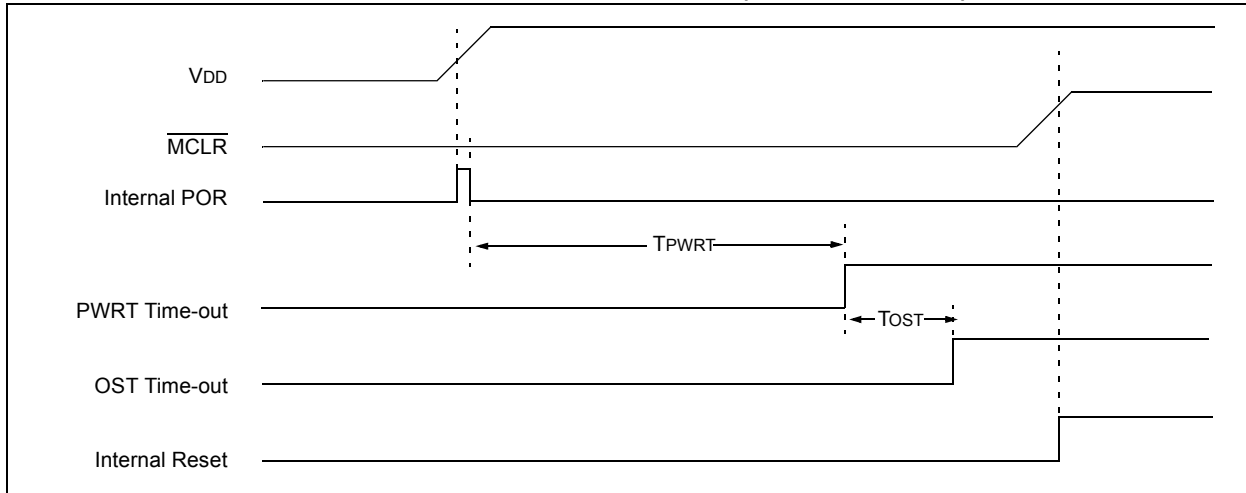 VDD
MCLR
Internal POR
TPWRT
PWRT Time-out
TOST
OST Time-out
Internal Reset